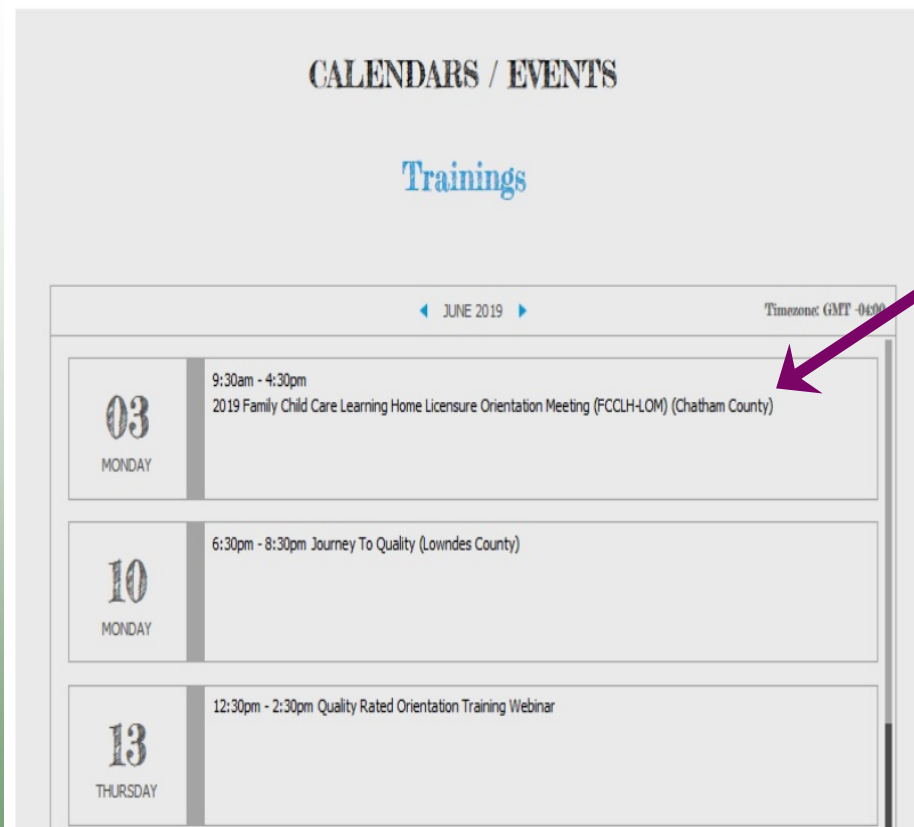 CALENDARS / EVENTS
Trainings
JUNE 2019
Timezone: GMT -04:00
03
MONDAY
9:30am - 4:30pm
2019 Family Child Care Learning Home Licensure Orientation Meeting (FCCLH-LOM) (Chatham County)
10
MONDAY
6:30pm - 8:30pm Journey To Quality (Lowndes County)
13
THURSDAY
12:30pm - 2:30pm Quality Rated Orientation Training Webinar